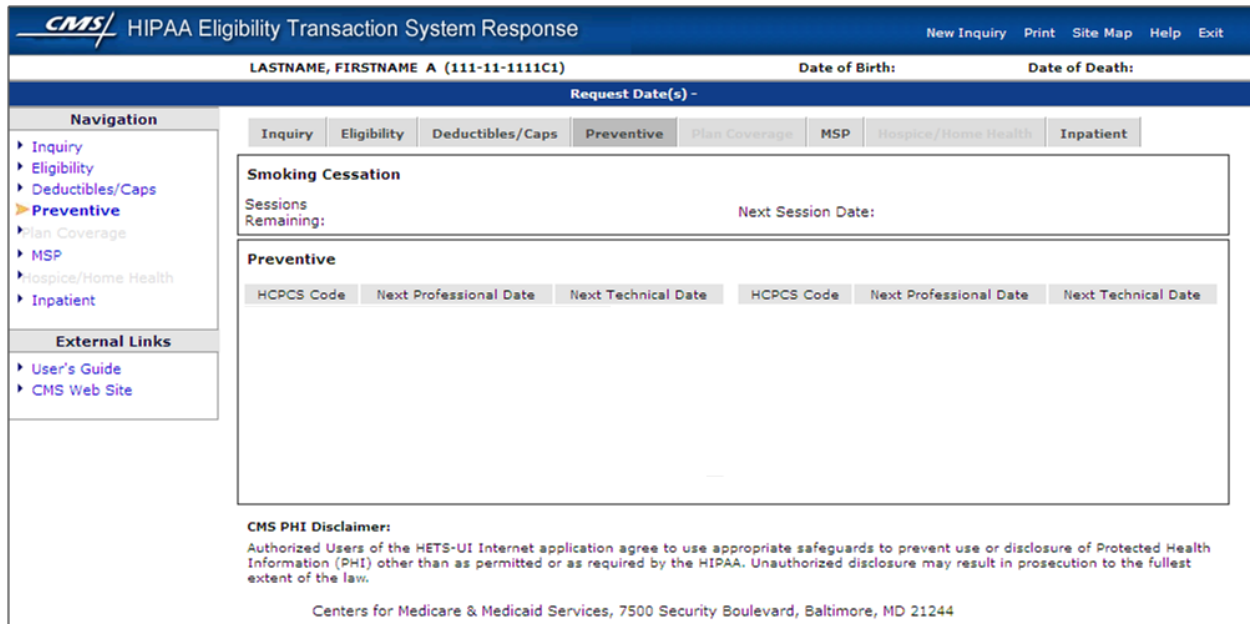 CMS HIPAA Eligibility Transaction System Response
New Inquiry Print Site Map Help Exit
LASTNAME, FIRSTNAME A (111-11-1111C1) Date of Birth: Date of Death:
Request Date(s) -
Navigation
Inquiry
Eligibility
Deductibles/Caps
Preventive
Plan Coverage
MSP
Hospice/Home Health
Inpatient
External Links
User's Guide
CMS Web Site
Inquiry Eligibility Deductibles/Caps Preventive Plan Coverage MSP Hospice/Home Health Inpatient
Smoking Cessation
Sessions
Remaining:
Next Session Date:
Preventive
HCPCS Code Next Professional Date Next Technical Date HCPCS Code Next Professional Date Next Technical Date
CMS PHI Disclaimer:
Authorized Users of the HETS-UI Internet application agree to use appropriate safeguards to prevent use or disclosure of Protected Health
Information (PHI) other than as permitted or as required by the HIPAA. Unauthorized disclosure may result in prosecution to the fullest
extent of the law.
Centers for Medicare & Medicaid Services, 7500 Security Boulevard, Baltimore, MD 21244